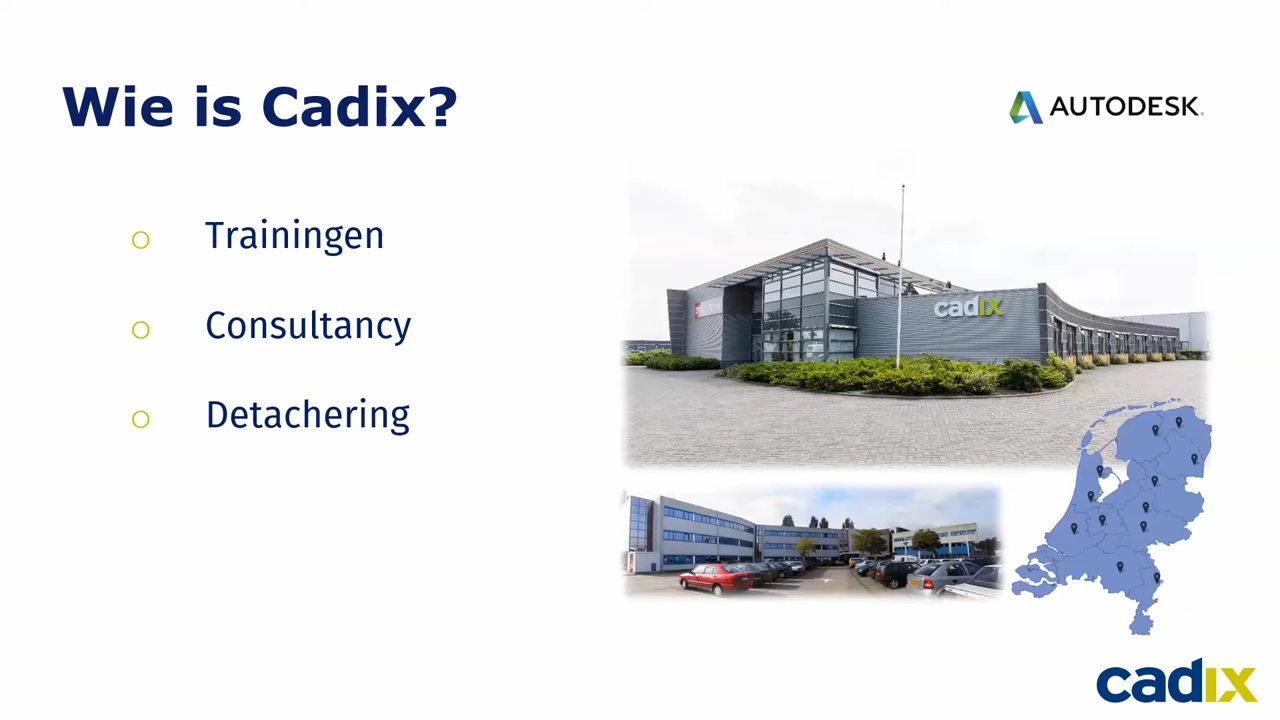 Wie is Cadix?
AUTODESK.
Trainingen
Consultancy
Detachering
cadix
cadix